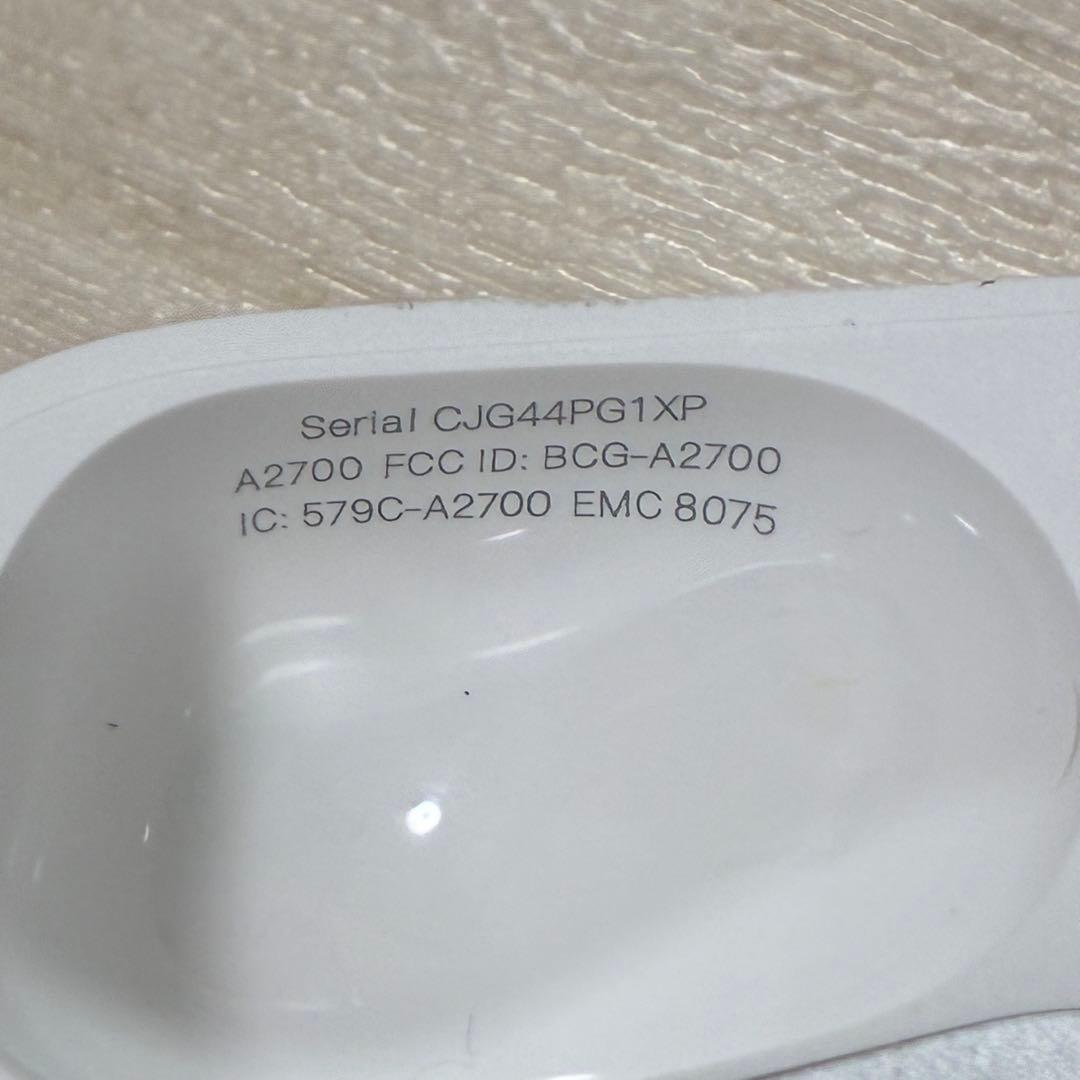 Serial CJG44PG1XP
A2700 FCC ID: BCG-A2700
IC: 579C-A2700 EMC 8075